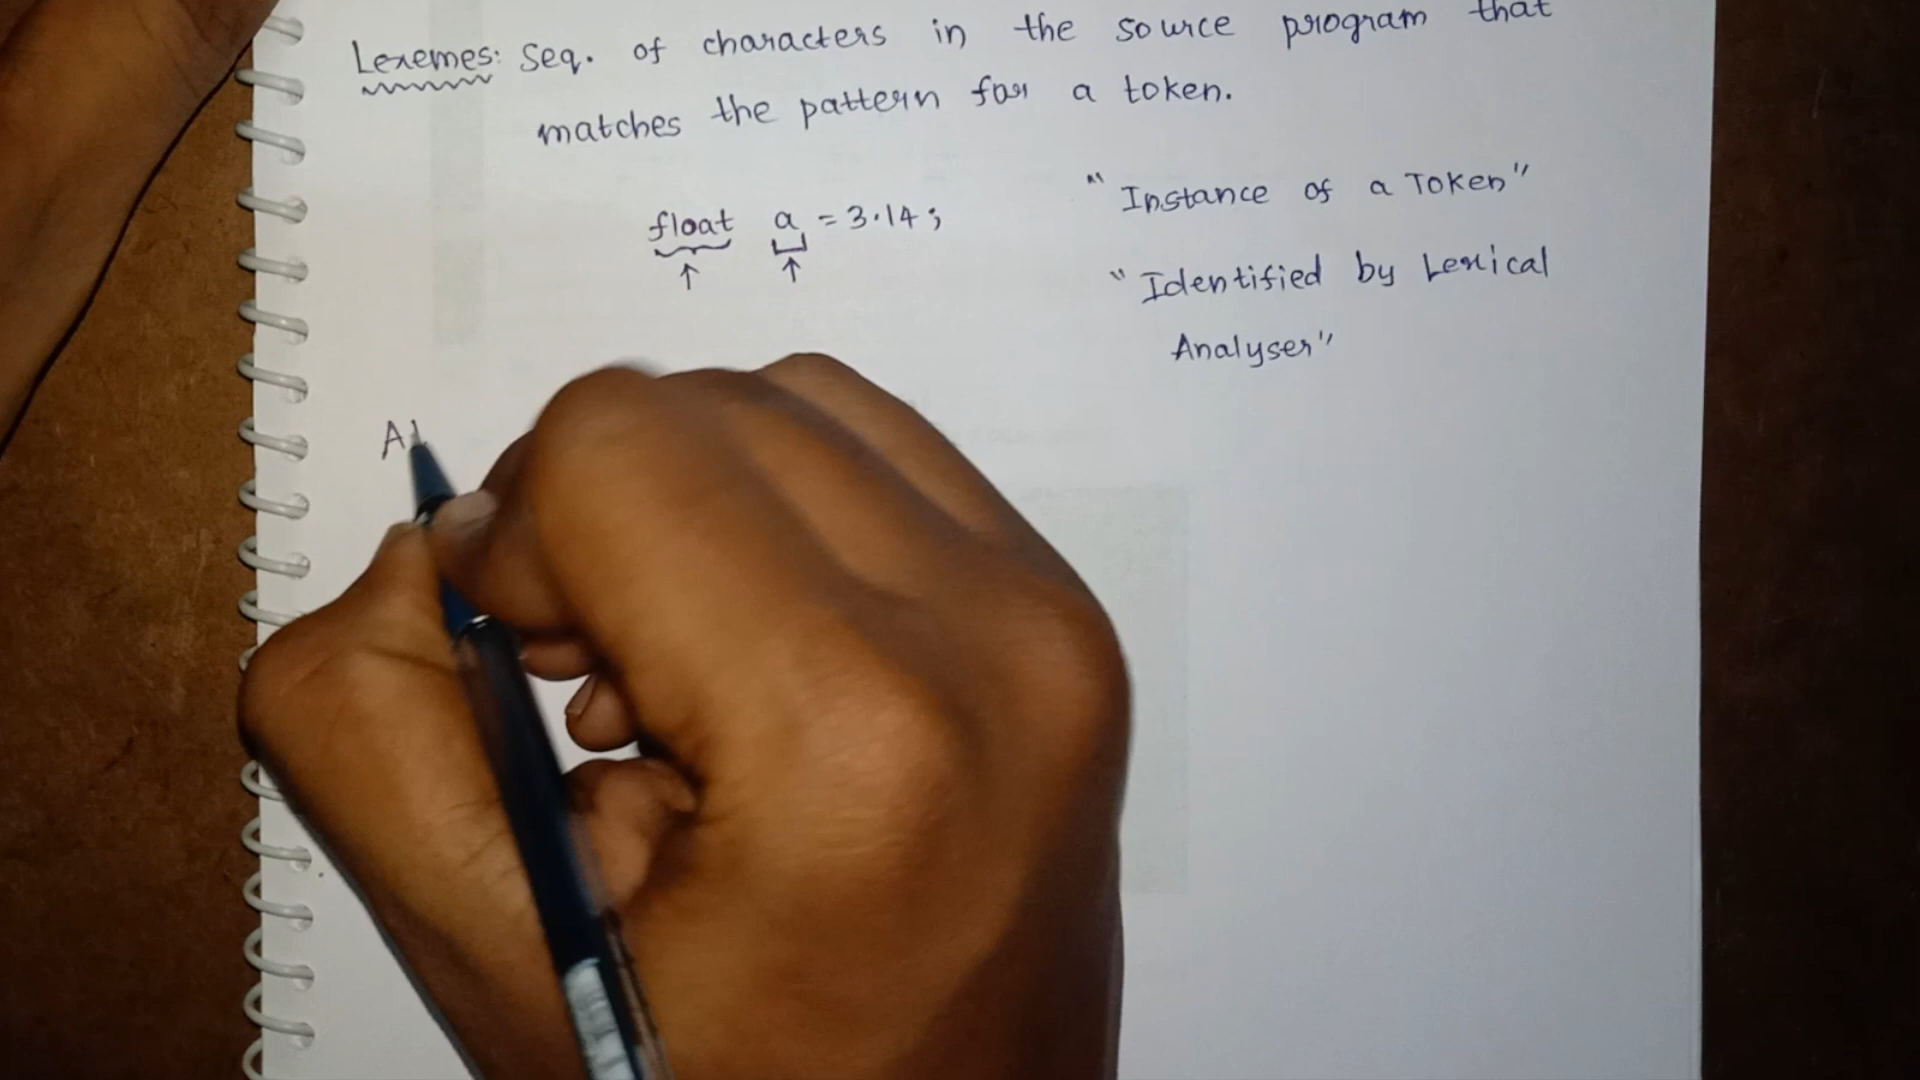 Lexemes: Seq. of characters in the source program that
matches the pattern for a token.
float a = 3.14;
"Instance of a Token"
"Identified by Lexical
Analyser"